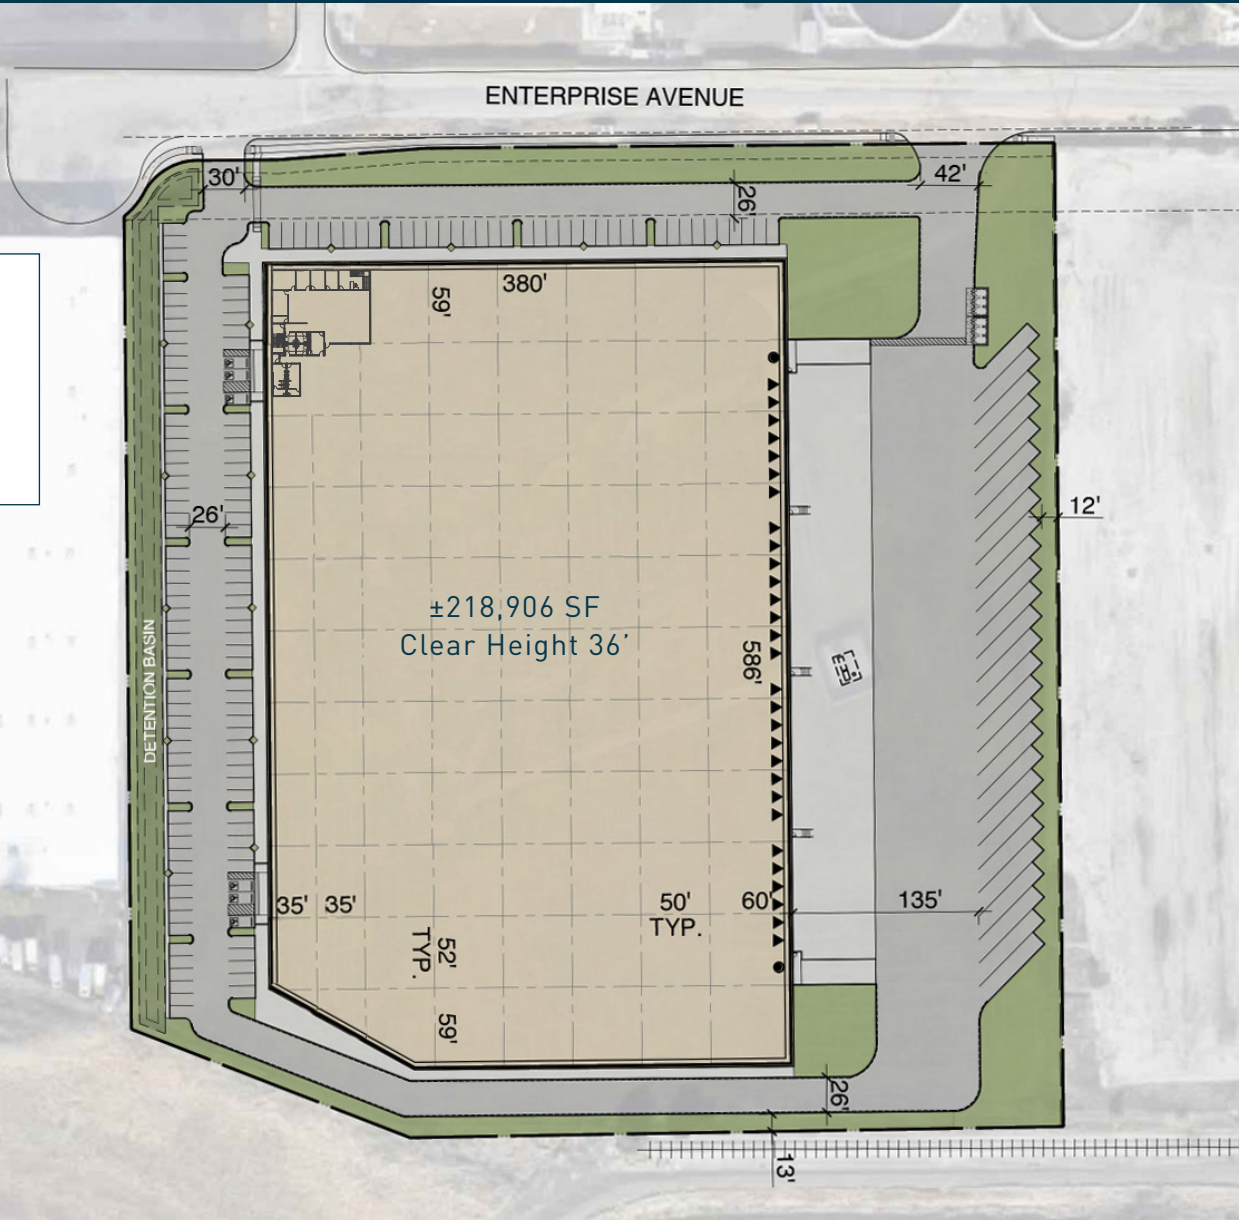 ENTERPRISE AVENUE
30'
26'
42'
380'
59'
26'
12'
±218,906 SF
Clear Height 36’
586'
DETENTION BASIN
35'
35'
50'
TYP.
60'
135'
52'
TYP.
59'
26'
13'